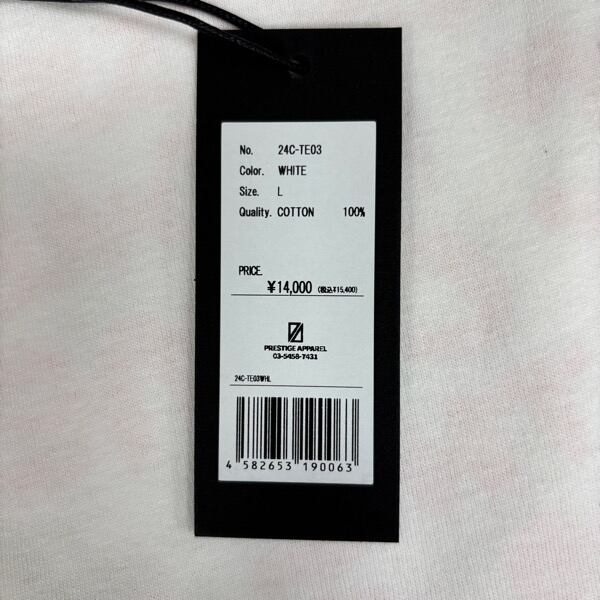 No. 24C-TE03
Color. WHITE
Size. L
Quality. COTTON 100%
PRICE.
¥14,000 (税込¥15,400)
PRESTIGE APPAREL
03-5458-7431
24C-TE03WHL
4 582653 190063